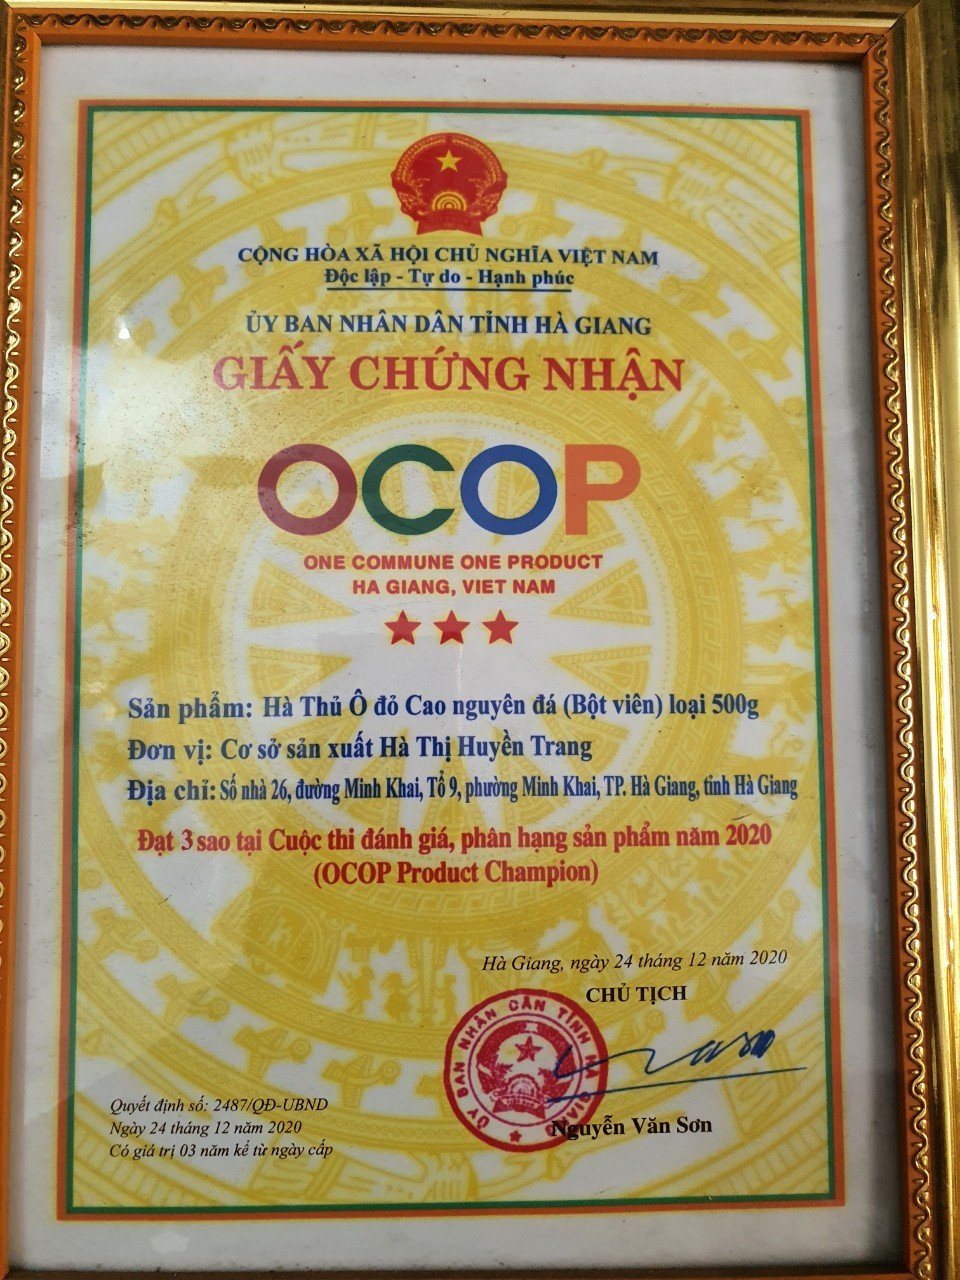 CỘNG HÒA XÃ HỘI CHỦ NGHĨA VIỆT NAM
Độc lập - Tự do - Hạnh phúc
ỦY BAN NHÂN DÂN TỈNH HÀ GIANG
GIẤY CHỨNG NHẬN
OCOP
ONE COMMUNE ONE PRODUCT
HA GIANG, VIET NAM
Sản phẩm: Hà Thủ Ô đỏ Cao nguyên đá (Bột viên) loại 500g
Đơn vị: Cơ sở sản xuất Hà Thị Huyền Trang
Địa chỉ: Số nhà 26, đường Minh Khai, Tổ 9, phường Minh Khai, TP. Hà Giang, tỉnh Hà Giang
Đạt 3 sao tại Cuộc thi đánh giá, phân hạng sản phẩm năm 2020
(OCOP Product Champion)
Hà Giang, ngày 24 tháng 12 năm 2020
CHỦ TỊCH
ỦY BAN NHÂN DÂN TỈNH
Nguyễn Văn Sơn
Quyết định số: 2487/QĐ-UBND
Ngày 24 tháng 12 năm 2020
Có giá trị 03 năm kể từ ngày cấp